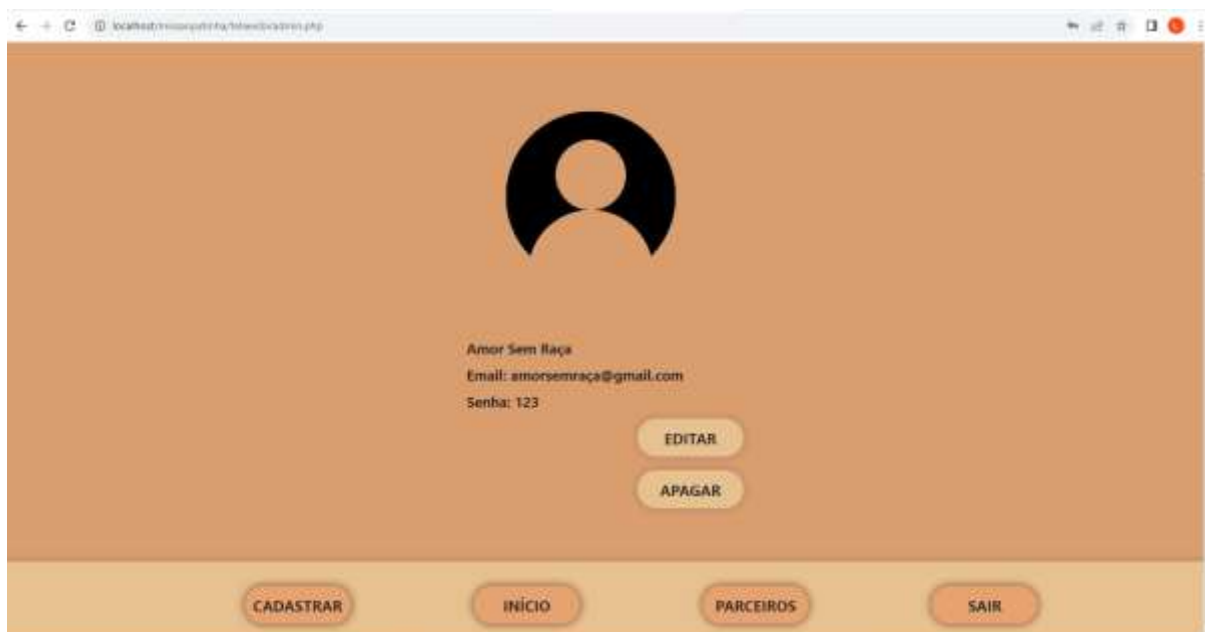 Amor Sem Raça
Email: amorsemraça@gmail.com
Senha: 123
EDITAR
APAGAR
CADASTRAR
INÍCIO
PARCEIROS
SAIR